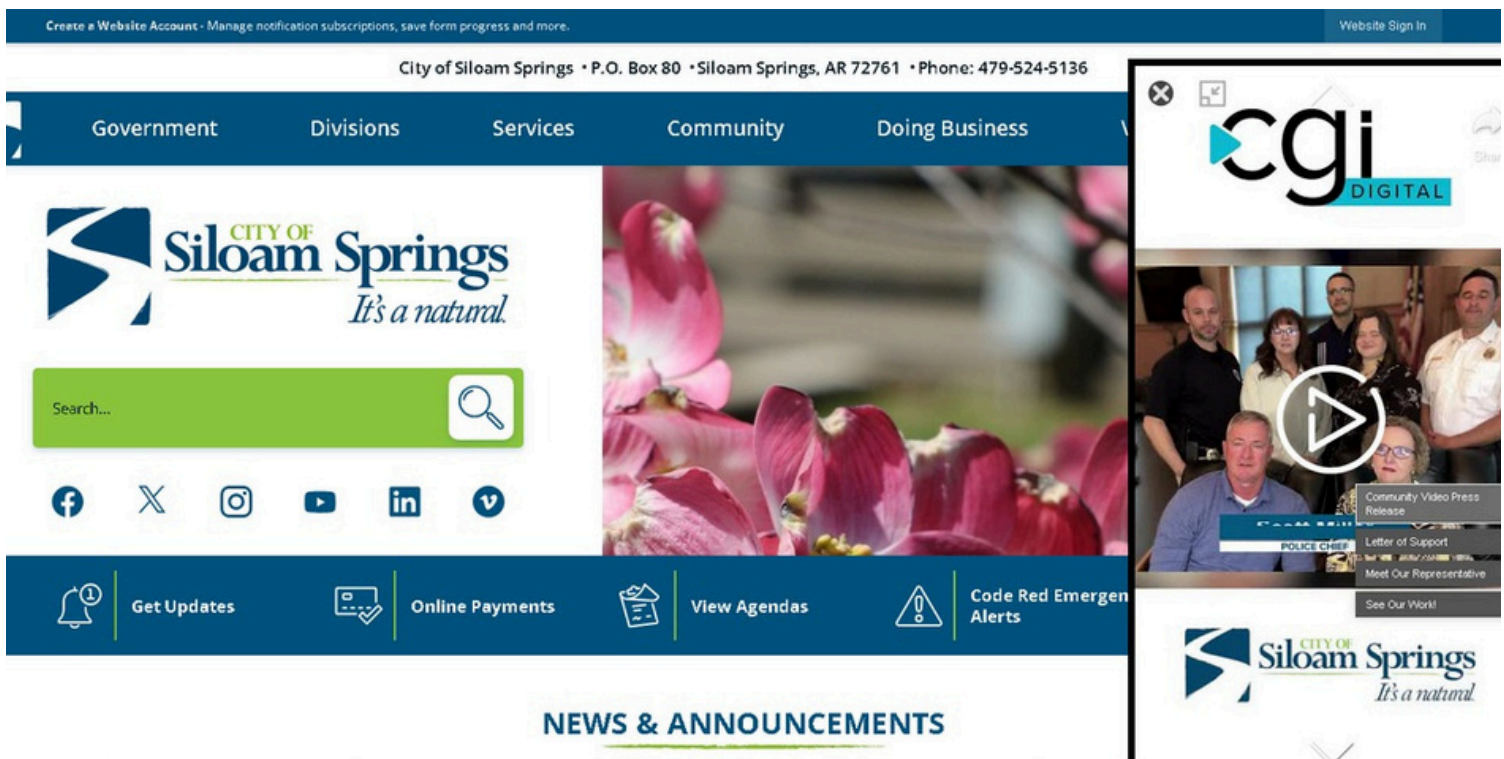 Create a Website Account - Manage notification subscriptions, save form progress and more.
Website Sign In
City of Siloam Springs • P.O. Box 80 • Siloam Springs, AR 72761 • Phone: 479-524-5136
Government
Divisions
Services
Community
Doing Business
CITY OF
Siloam Springs
It's a natural.
Search...
Get Updates
1
Online Payments
View Agendas
Code Red Emergen
Alerts
NEWS & ANNOUNCEMENTS
cgi
DIGITAL
Shar
POLICE CHIEF
Community Video Press
Release
Letter of Support
Meet Our Representative
See Our Work!
CITY OF
Siloam Springs
It's a natural.